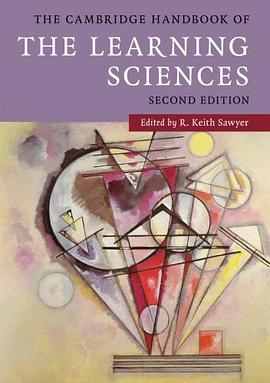 THE CAMBRIDGE HANDBOOK OF
THE LEARNING
SCIENCES
SECOND EDITION
Edited by R. Keith Sawyer